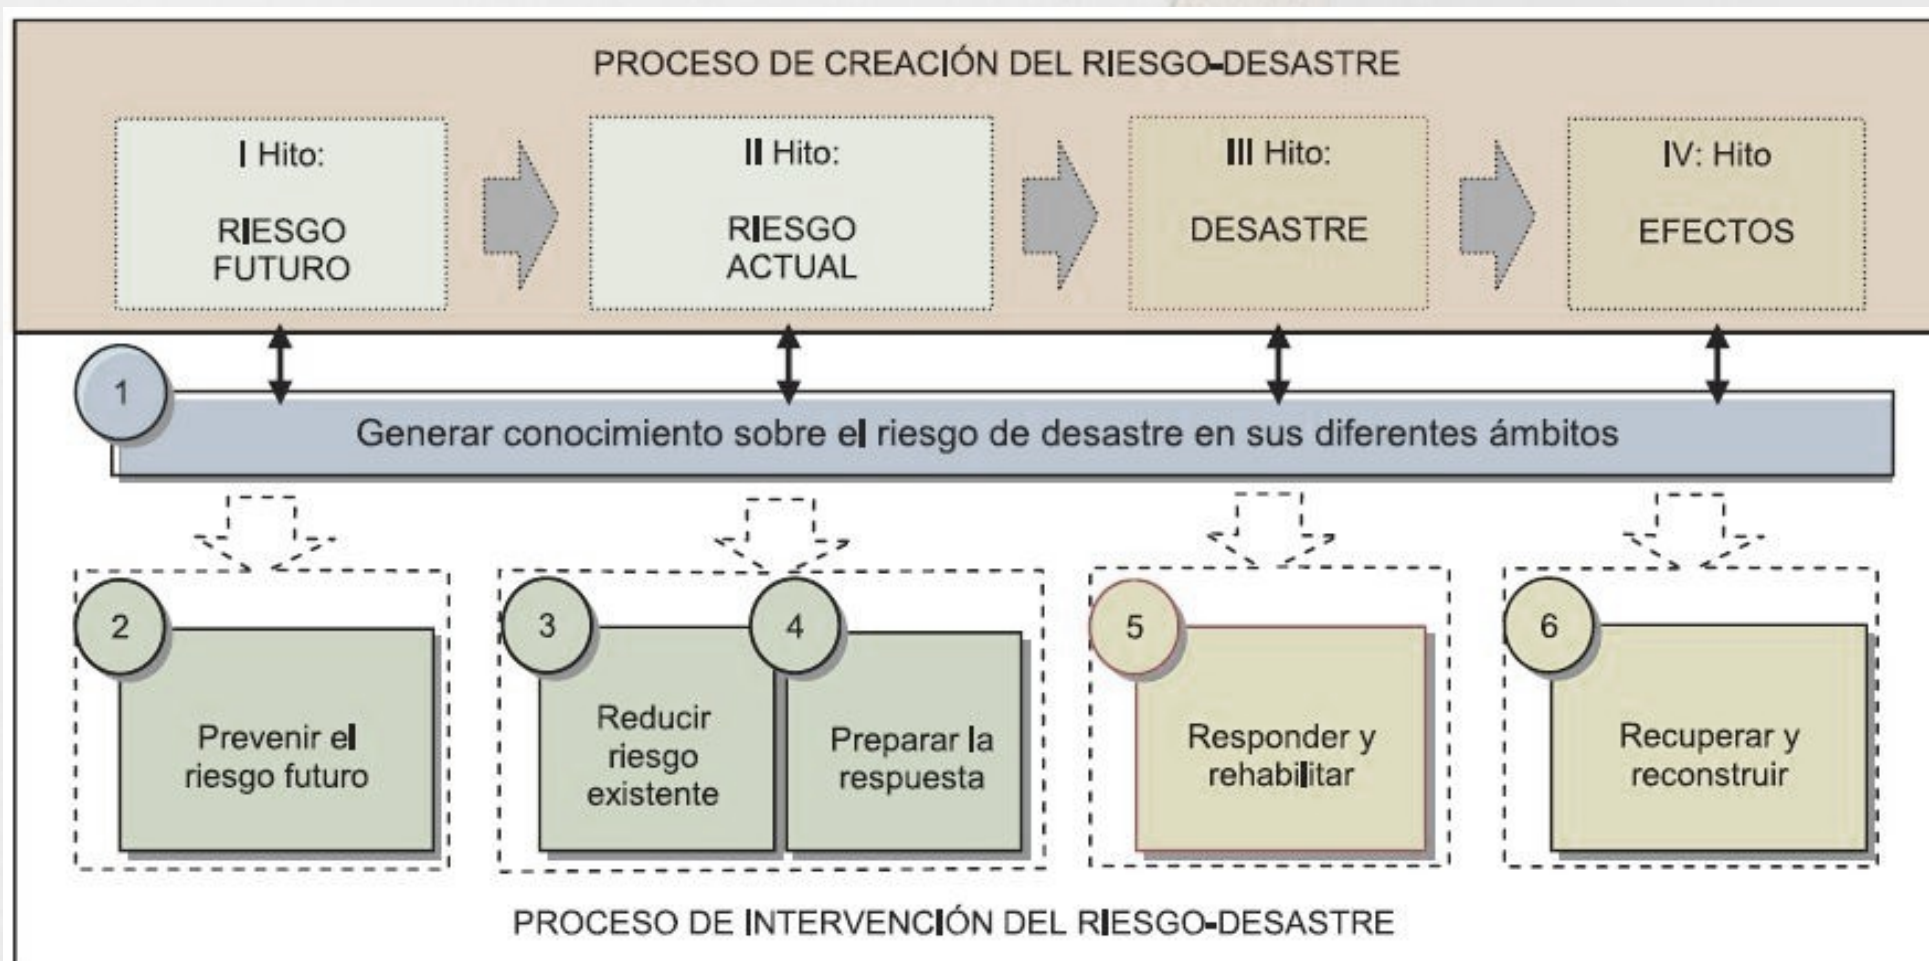 PROCESO DE CREACIÓN DEL RIESGO-DESASTRE
I Hito:
RIESGO
FUTURO
II Hito:
RIESGO
ACTUAL
III Hito:
DESASTRE
IV: Hito
EFECTOS
1
Generar conocimiento sobre el riesgo de desastre en sus diferentes ámbitos
2
Prevenir el
riesgo futuro
3
Reducir
riesgo
existente
4
Preparar la
respuesta
5
Responder y
rehabilitar
6
Recuperar y
reconstruir
PROCESO DE INTERVENCIÓN DEL RIESGO-DESASTRE